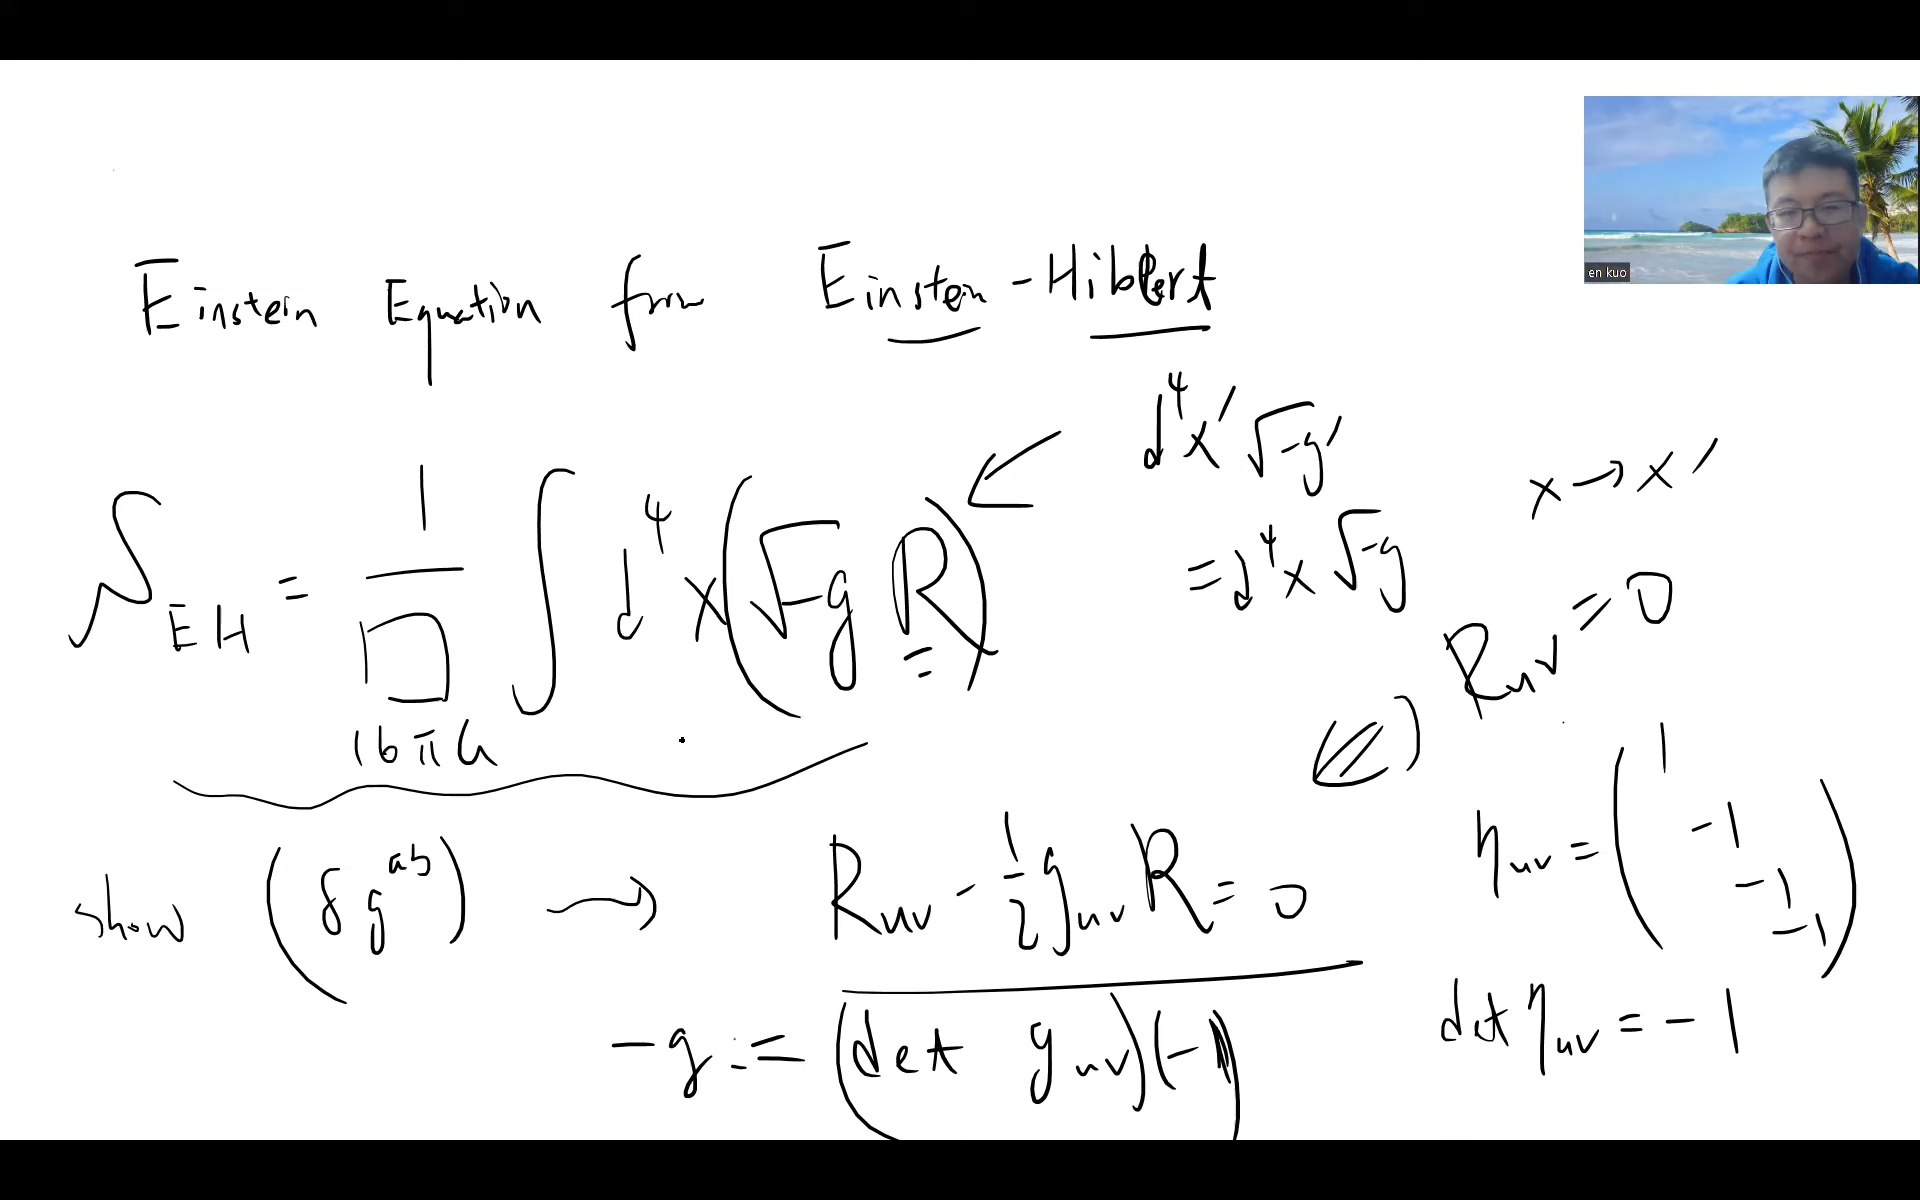 Einstein Equation from Einstein-Hilbert
en kuo
S_EH = 1/□ ∫ d⁴x (√-g R)
16πG
d⁴x′ √-g′
= d⁴x √-g
x → x′
R_uv = 0
show (δg^ab) → R_uv - 1/2 g_uv R = 0
η_uv = ( 1
-1
-1
-1 )
-g := (det g_uv)(-1)
det η_uv = -1